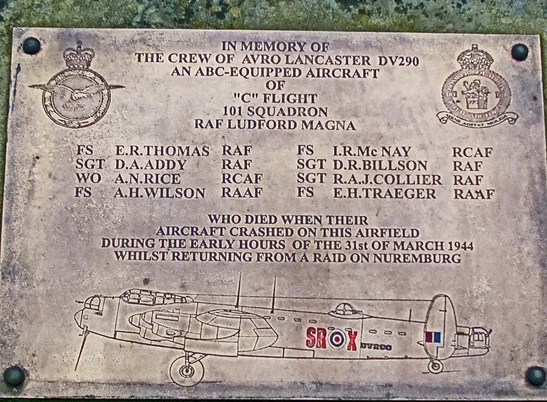 IN MEMORY OF
THE CREW OF AVRO LANCASTER DV290
AN ABC-EQUIPPED AIRCRAFT
OF
"C" FLIGHT
101 SQUADRON
RAF LUDFORD MAGNA
FS E.R.THOMAS RAF FS I.R.Mc NAY RCAF
SGT D.A.ADDY RAF SGT D.R.BILLSON RAF
WO A.N.RICE RCAF SGT R.A.J.COLLIER RAF
FS A.H.WILSON RAAF FS E.H.TRAEGER RAAF
WHO DIED WHEN THEIR
AIRCRAFT CRASHED ON THIS AIRFIELD
DURING THE EARLY HOURS OF THE 31st OF MARCH 1944
WHILST RETURNING FROM A RAID ON NUREMBURG
SR X DV290